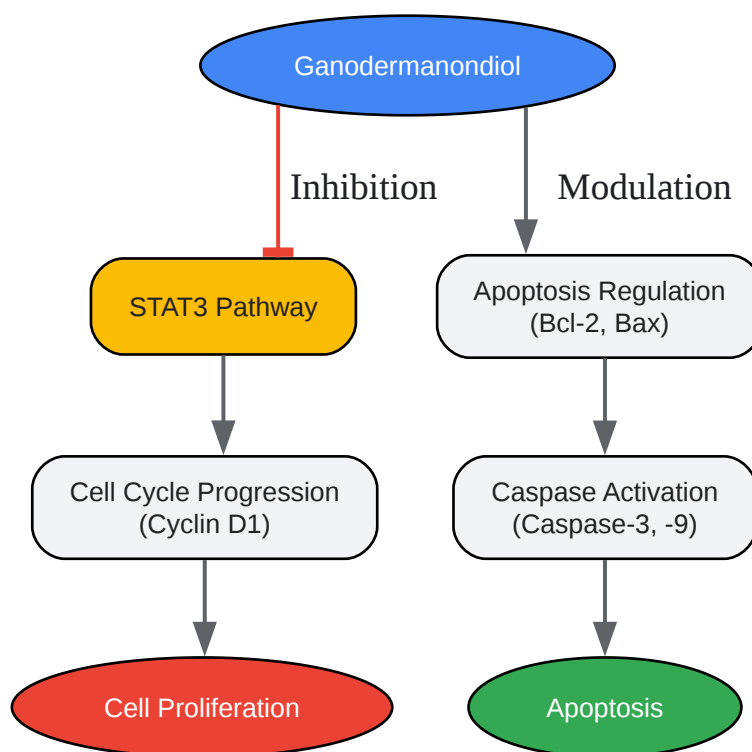 Ganodermanondiol
Inhibition
Modulation
STAT3 Pathway
Apoptosis Regulation
(Bcl-2, Bax)
Cell Cycle Progression
(Cyclin D1)
Caspase Activation
(Caspase-3, -9)
Cell Proliferation
Apoptosis